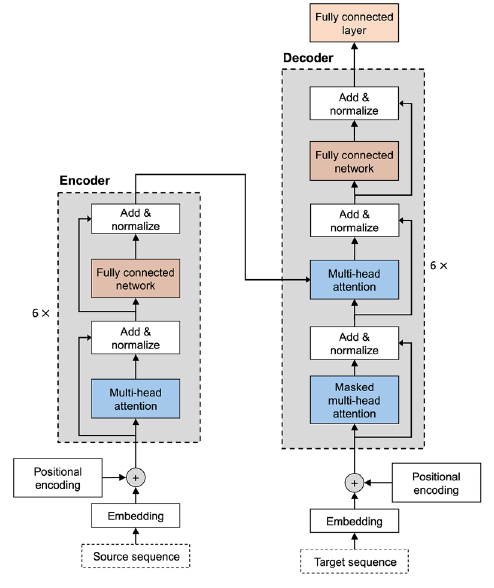 Fully connected
layer
Decoder
Add &
normalize
Fully connected
network
Add &
normalize
Multi-head
attention
6 ×
Add &
normalize
Masked
multi-head
attention
Positional
encoding
Embedding
Target sequence
Encoder
Add &
normalize
Fully connected
network
6 ×
Add &
normalize
Multi-head
attention
Positional
encoding
+
Embedding
Source sequence
+